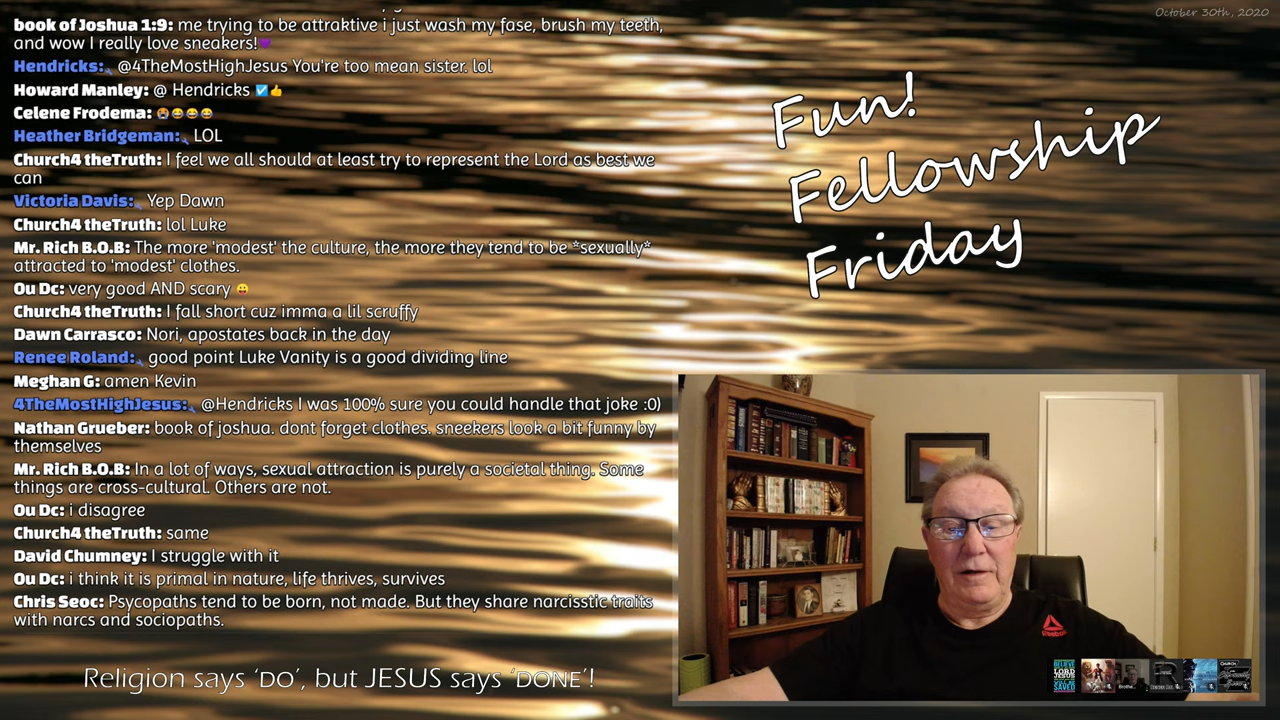 October 30th, 2020
book of Joshua 1:9: me trying to be attraktive i just wash my fase, brush my teeth,
and wow I really love sneakers!💜
Hendricks: @4TheMostHighJesus You're too mean sister. lol
Howard Manley: @ Hendricks ☑️👍
Celene Frodema: 😭😂😂😂
Heather Bridgeman: LOL
Church4 theTruth: I feel we all should at least try to represent the Lord as best we
can
Victoria Davis: Yep Dawn
Church4 theTruth: lol Luke
Mr. Rich B.O.B: The more 'modest' the culture, the more they tend to be *sexually*
attracted to 'modest' clothes.
Ou Dc: very good AND scary 😛
Church4 theTruth: I fall short cuz imma a lil scruffy
Dawn Carrasco: Nori, apostates back in the day
Renee Roland: good point Luke Vanity is a good dividing line
Meghan G: amen Kevin
4TheMostHighJesus: @Hendricks I was 100% sure you could handle that joke :0)
Nathan Grueber: book of joshua. dont forget clothes. sneekers look a bit funny by
themselves
Mr. Rich B.O.B: In a lot of ways, sexual attraction is purely a societal thing. Some
things are cross-cultural. Others are not.
Ou Dc: i disagree
Church4 theTruth: same
David Chumney: I struggle with it
Ou Dc: i think it is primal in nature, life thrives, survives
Chris Seoc: Psycopaths tend to be born, not made. But they share narcisstic traits
with narcs and sociopaths.
Religion says 'DO', but JESUS says 'DONE'!
Fun!
Fellowship
Friday
Reebok
BELIEVE
LORD
JESUS
SAVED
Brothe...